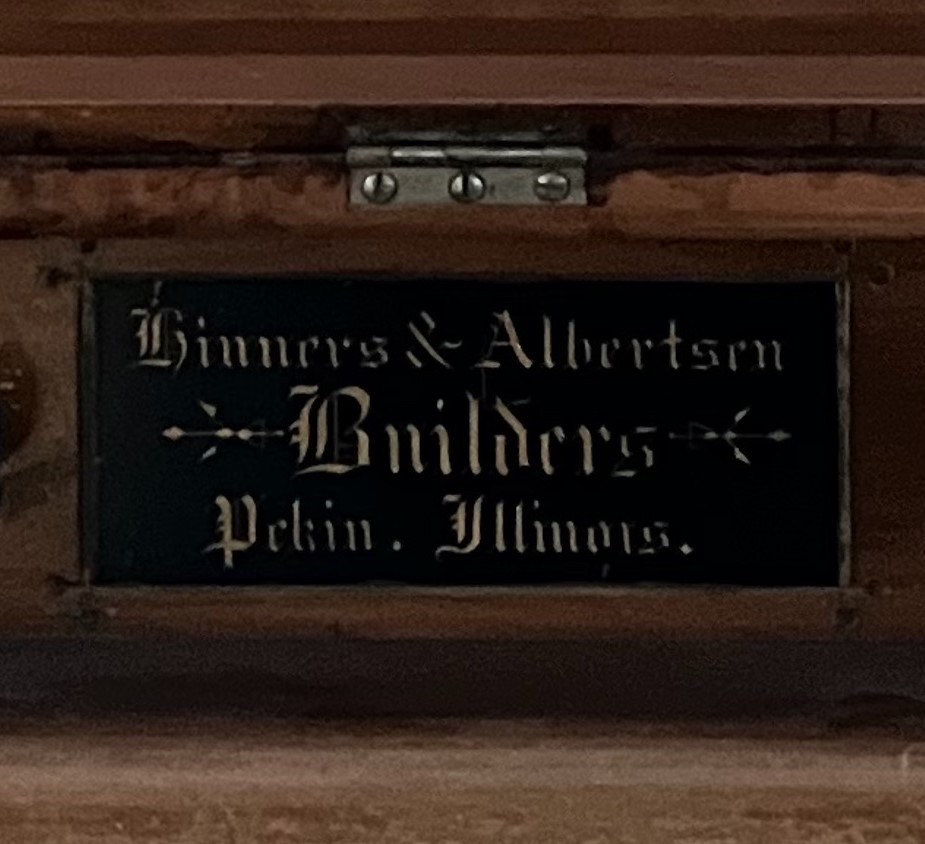 Hinners & Albertsen
Builders
Pekin. Illinois.